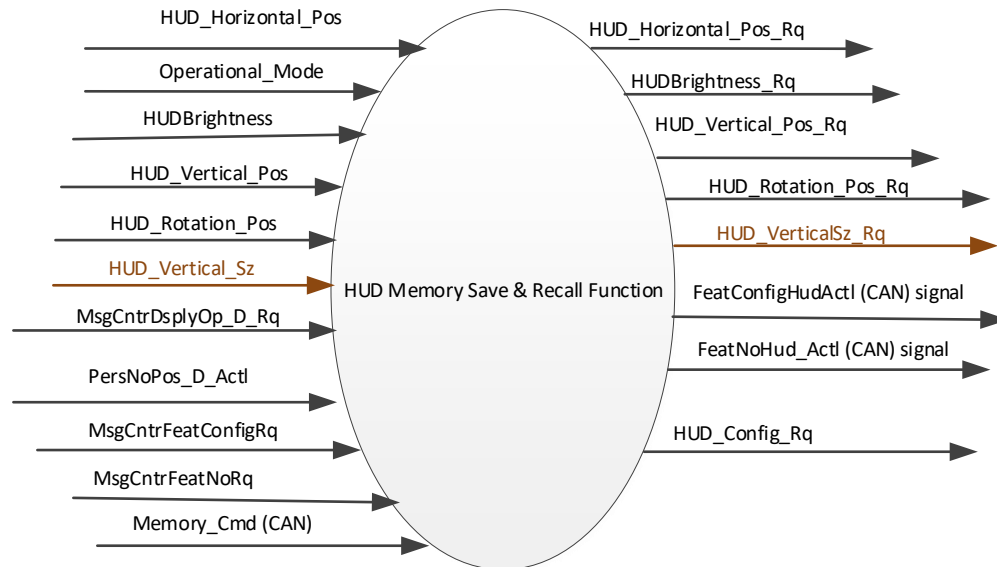 HUD_Horizontal_Pos
Operational_Mode
HUDBrightness
HUD_Vertical_Pos
HUD_Rotation_Pos
HUD_Vertical_Sz
MsgCntrDsplyOp_D_Rq
PersNoPos_D_Actl
MsgCntrFeatConfigRq
MsgCntrFeatNoRq
Memory_Cmd (CAN)
HUD Memory Save & Recall Function
HUD_Horizontal_Pos_Rq
HUDBrightness_Rq
HUD_Vertical_Pos_Rq
HUD_Rotation_Pos_Rq
HUD_VerticalSz_Rq
FeatConfigHudActl (CAN) signal
FeatNoHud_Actl (CAN) signal
HUD_Config_Rq